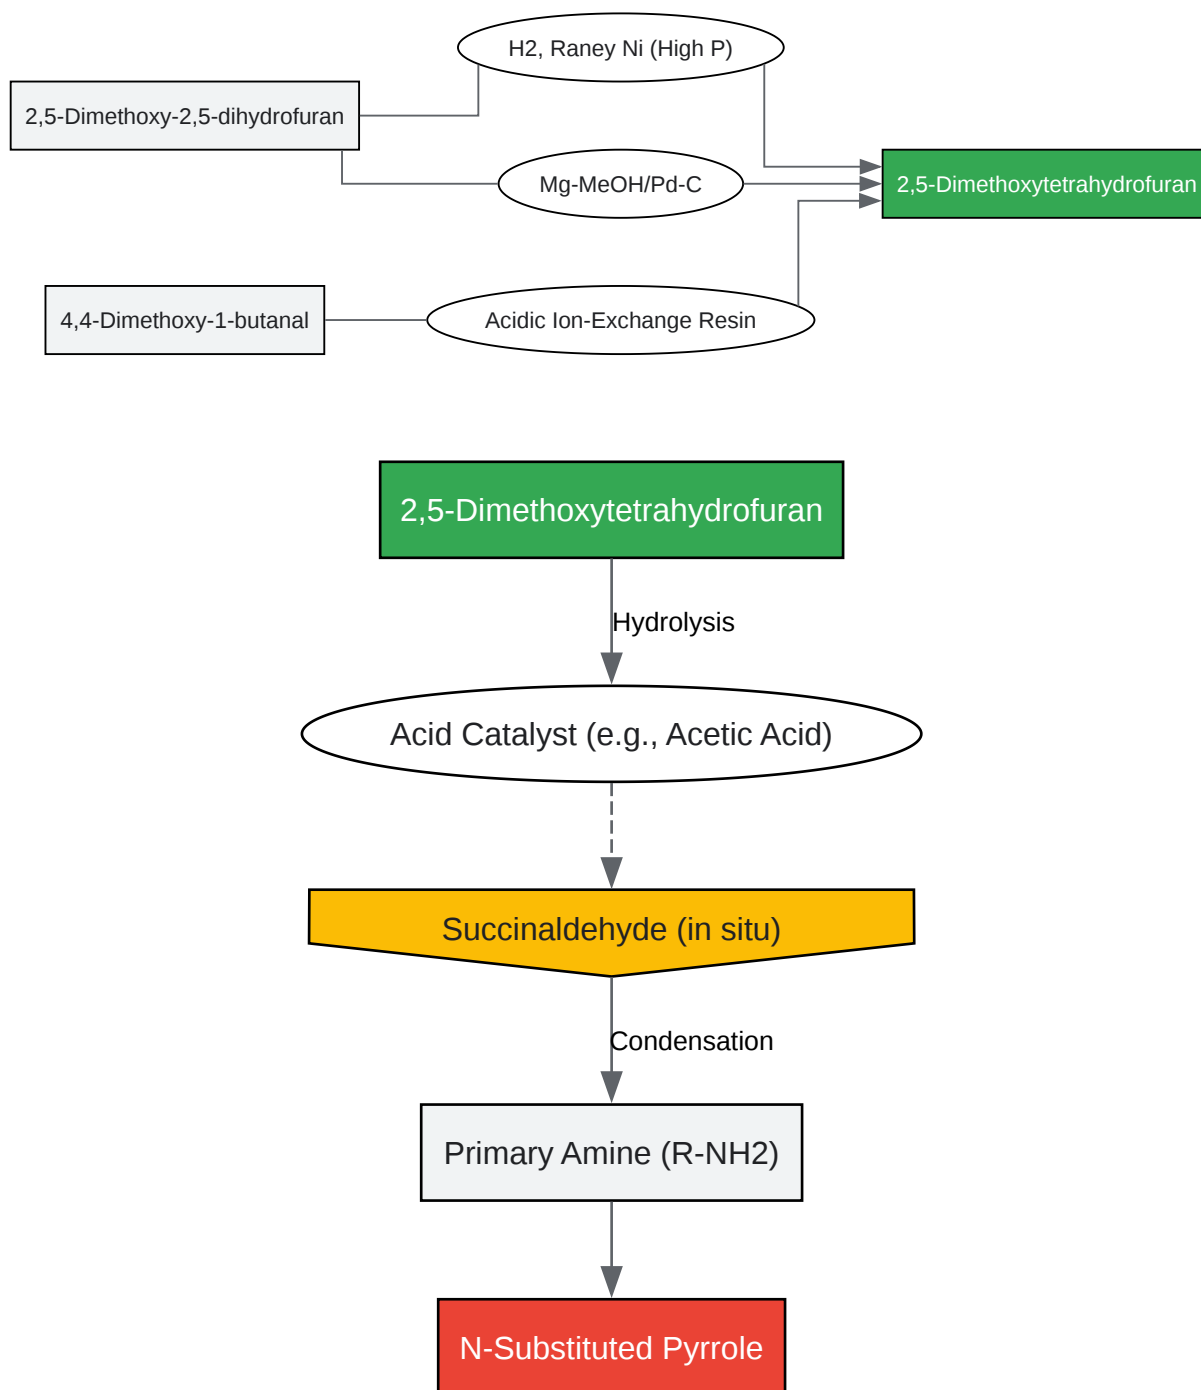 H2, Raney Ni (High P)
2,5-Dimethoxy-2,5-dihydrofuran
Mg-MeOH/Pd-C
2,5-Dimethoxytetrahydrofuran
4,4-Dimethoxy-1-butanal
Acidic Ion-Exchange Resin
2,5-Dimethoxytetrahydrofuran
Hydrolysis
Acid Catalyst (e.g., Acetic Acid)
Succinaldehyde (in situ)
Condensation
Primary Amine (R-NH2)
N-Substituted Pyrrole